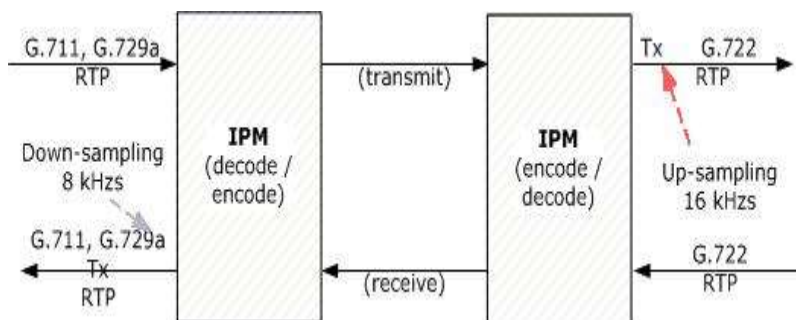 G.711, G.729a
RTP
(transmit)
Tx G.722
RTP
IPM
(decode /
encode)
IPM
(encode /
decode)
Down-sampling
8 kHzs
Up-sampling
16 kHzs
G.711, G.729a
Tx
RTP
(receive)
G.722
RTP